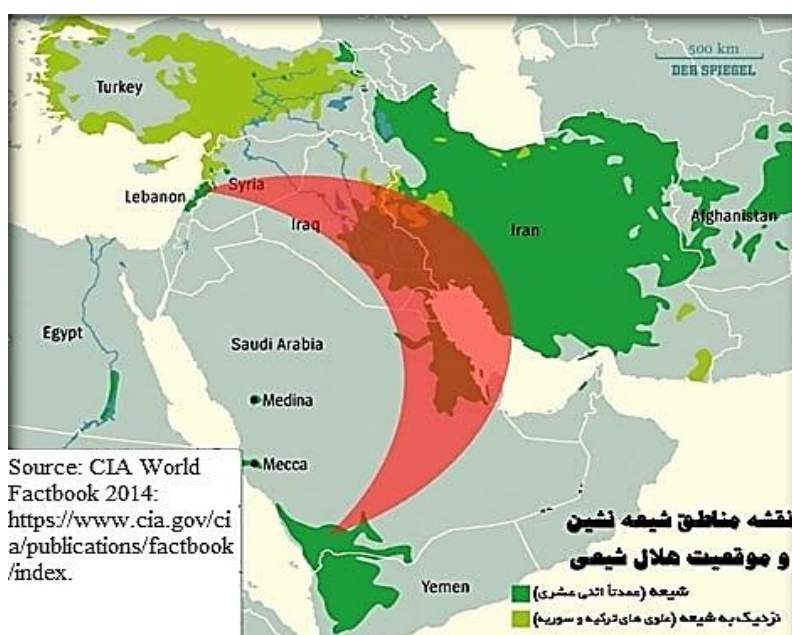 500 km
DER SPIEGEL
Turkey
Lebanon
Syria
Iraq
Iran
Afghanistan
Egypt
Saudi Arabia
Medina
Mecca
Yemen
Source: CIA World
Factbook 2014:
https://www.cia.gov/ci
a/publications/factbook
/index.
نقشه مناطق شیعه نشین
و موقعیت هلال شیعی
شیعه (عمدتاً اثنی عشری)
نزدیک به شیعه (علوی های ترکیه و سوریه)